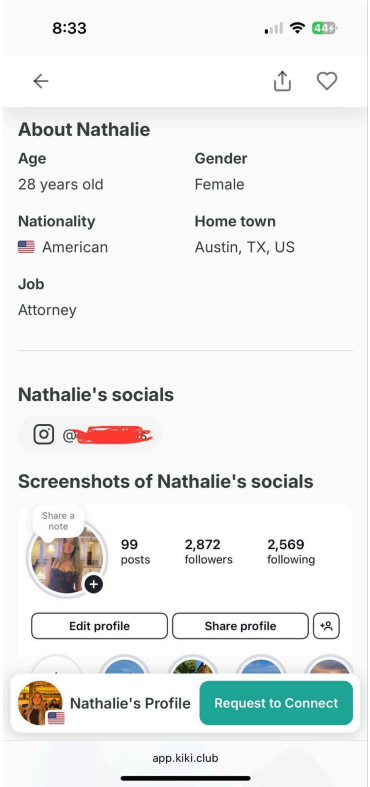 8:33
44
About Nathalie
Age
Gender
28 years old
Female
Nationality
Home town
American
Austin, TX, US
Job
Attorney
Nathalie's socials
@
Screenshots of Nathalie's socials
Share a
note
99
2,872
2,569
posts
followers
following
Edit profile
Share profile
Nathalie's Profile
Request to Connect
app.kiki.club